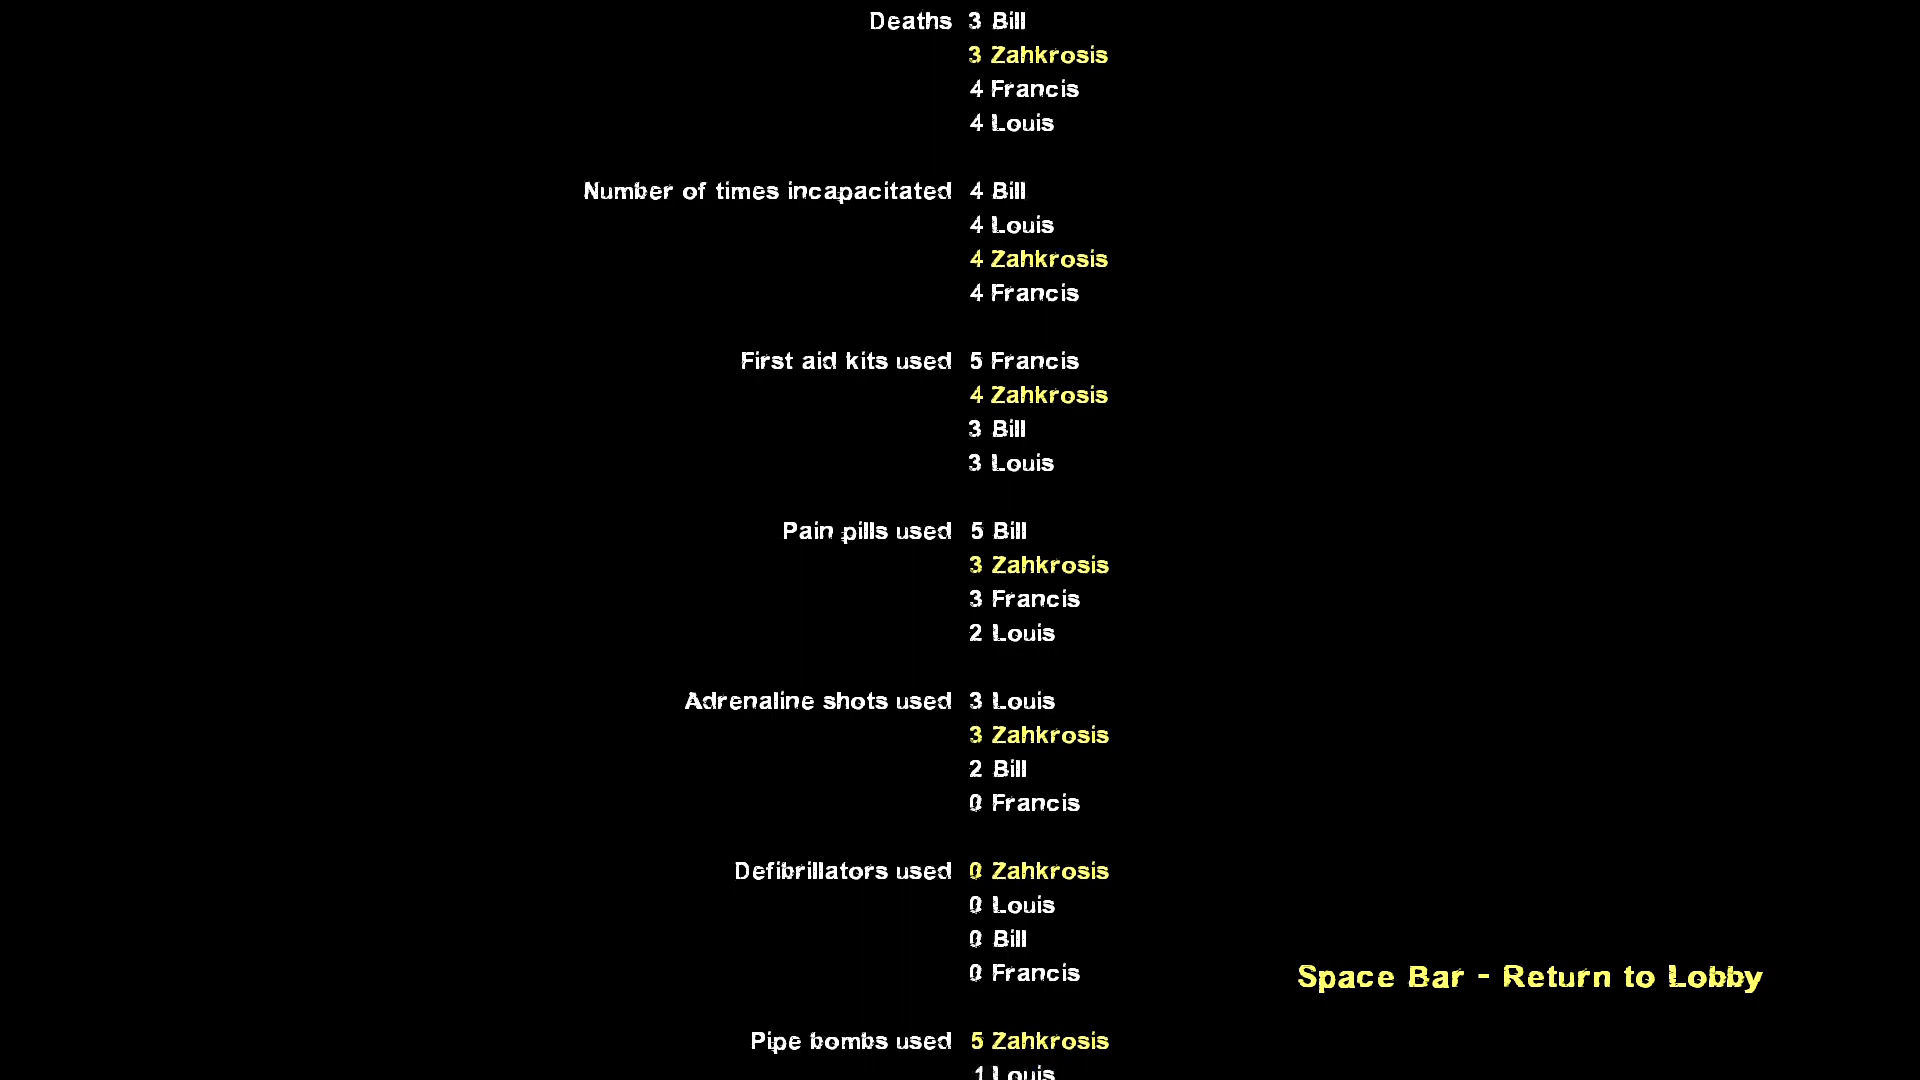 Deaths 3 Bill
3 Zahkrosis
4 Francis
4 Louis
Number of times incapacitated 4 Bill
4 Louis
4 Zahkrosis
4 Francis
First aid kits used 5 Francis
4 Zahkrosis
3 Bill
3 Louis
Pain pills used 5 Bill
3 Zahkrosis
3 Francis
2 Louis
Adrenaline shots used 3 Louis
3 Zahkrosis
2 Bill
0 Francis
Defibrillators used 0 Zahkrosis
0 Louis
0 Bill
0 Francis
Space Bar - Return to Lobby
Pipe bombs used 5 Zahkrosis
1 Louis